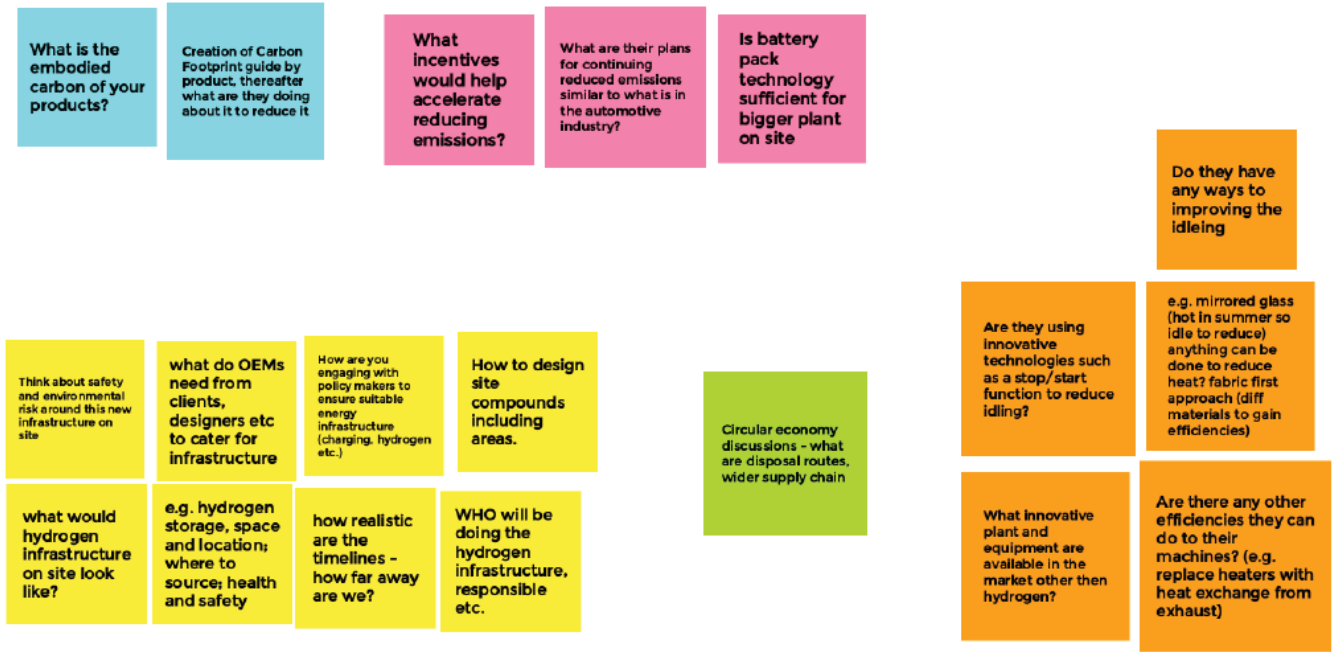 What is the
embodied
carbon of your
products?
Creation of Carbon
Footprint guide by
product, thereafter
what are they doing
about it to reduce it
What
incentives
would help
accelerate
reducing
emissions?
What are their plans
for continuing
reduced emissions
similar to what is in
the automotive
industry?
Is battery
pack
technology
sufficient for
bigger plant
on site
Do they have
any ways to
improving the
idleing
Are they using
innovative
technologies such
as a stop/start
function to reduce
idling?
e.g. mirrored glass
(hot in summer so
idle to reduce)
anything can be
done to reduce
heat? fabric first
approach (diff
materials to gain
efficiencies)
Think about safety
and environmental
risk around this new
infrastructure on
site
what do OEMs
need from
clients,
designers etc
to cater for
infrastructure
How are you
engaging with
policy makers to
ensure suitable
energy
infrastructure
(charging, hydrogen
etc.)
How to design
site
compounds
including
areas.
Circular economy
discussions - what
are disposal routes,
wider supply chain
what would
hydrogen
infrastructure
on site look
like?
e.g. hydrogen
storage, space
and location;
where to
source; health
and safety
how realistic
are the
timelines -
how far away
are we?
WHO will be
doing the
hydrogen
infrastructure,
responsible
etc.
What innovative
plant and
equipment are
available in the
market other then
hydrogen?
Are there any other
efficiencies they can
do to their
machines? (e.g.
replace heaters with
heat exchange from
exhaust)